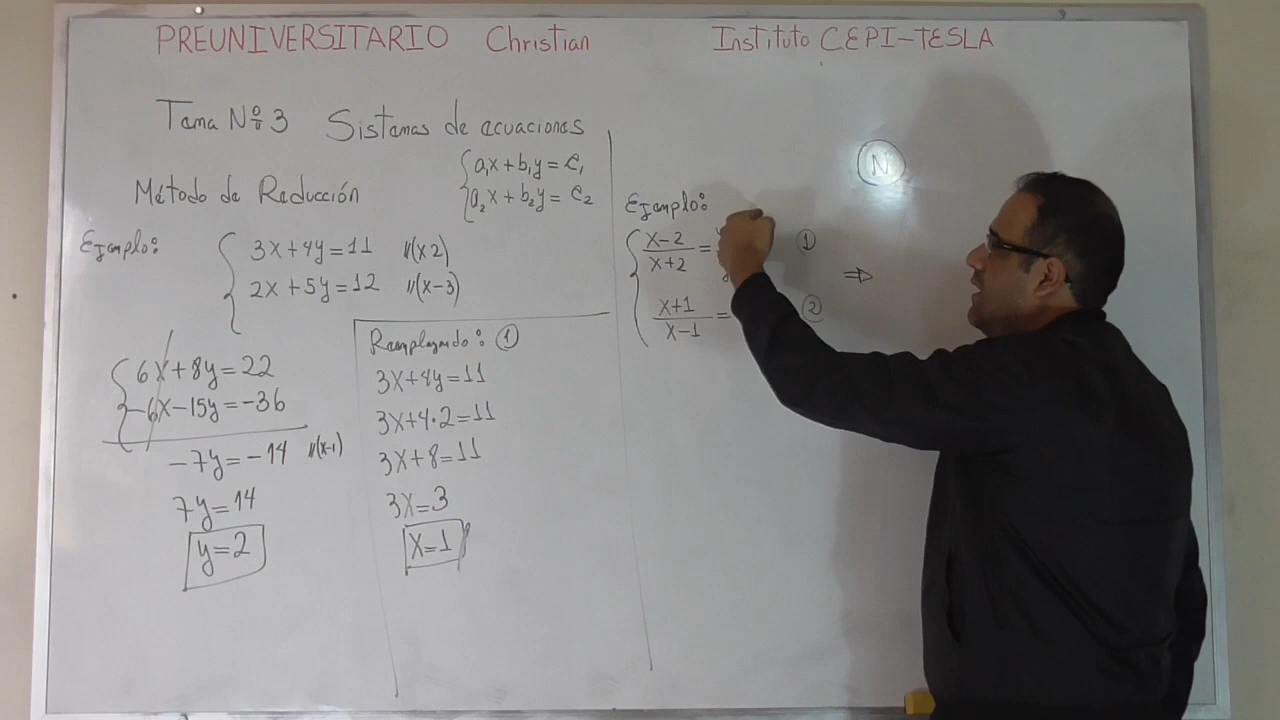 PREUNIVERSITARIO Christian Instituto CEPI-TESLA
Tema Nº 3 Sistemas de ecuaciones
Método de Reducción
a₁x + b₁y = c₁
a₂x + b₂y = c₂
Ejemplo:
3x + 4y = 11 //(x2)
2x + 5y = 12 //(x-3)
6x + 8y = 22
-6x - 15y = -36
-7y = -14 //(x-1)
7y = 14
y = 2
Remplazando: ①
3x + 4y = 11
3x + 4·2 = 11
3x + 8 = 11
3x = 3
x = 1
N
Ejemplo:
x-2/x+2 = ① ⇒
x+1/x-1 = ②